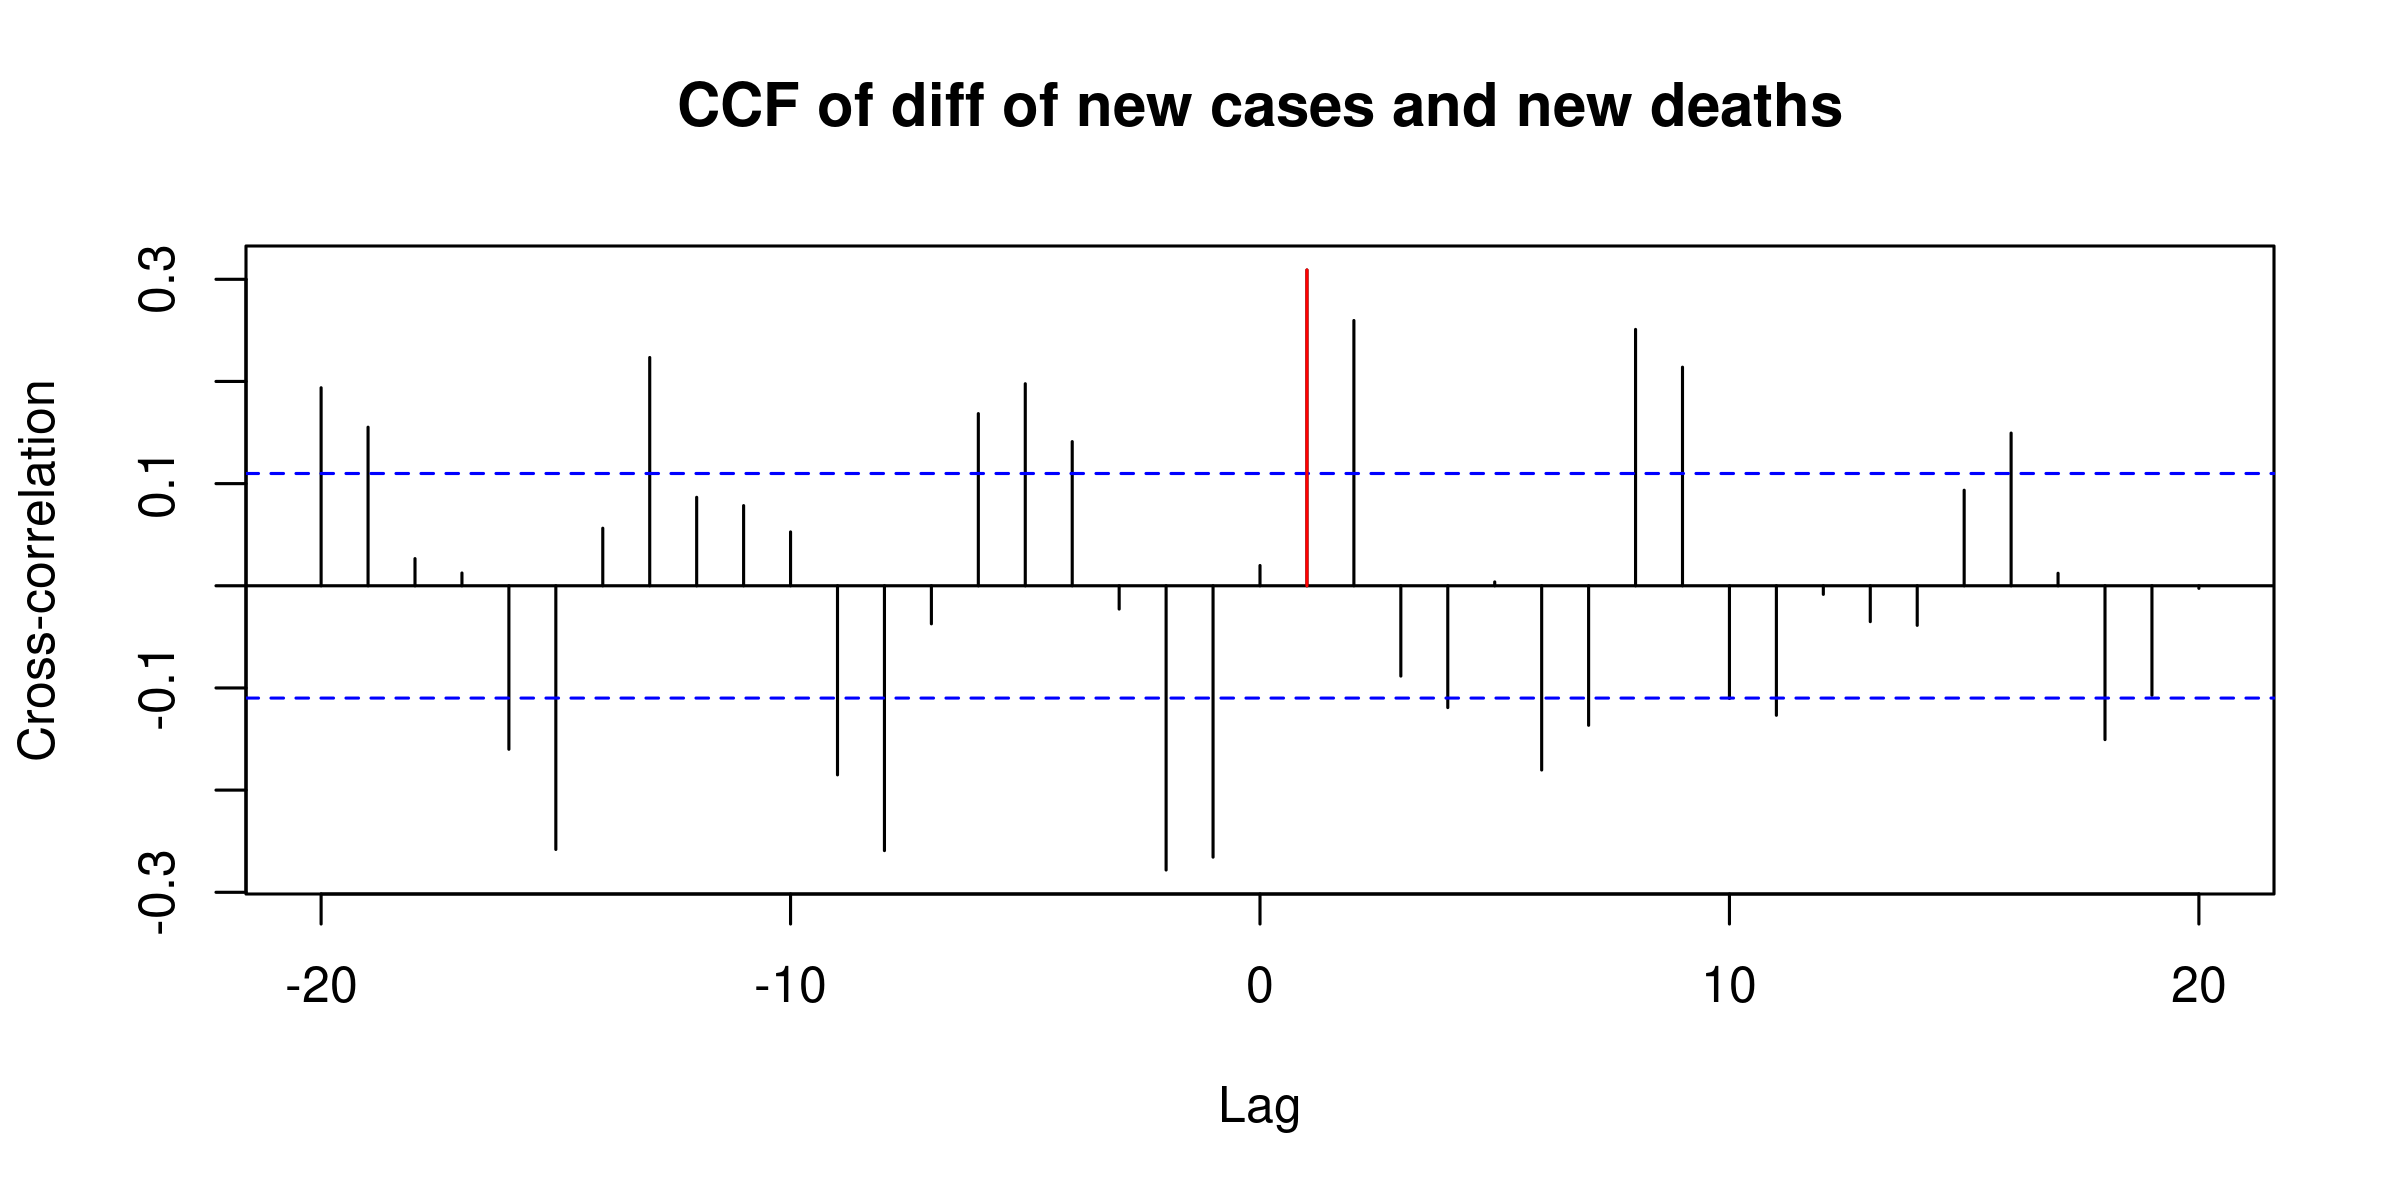 CCF of diff of new cases and new deaths
Cross-correlation
0.3
0.1
-0.1
-0.3
-20 -10 0 10 20
Lag